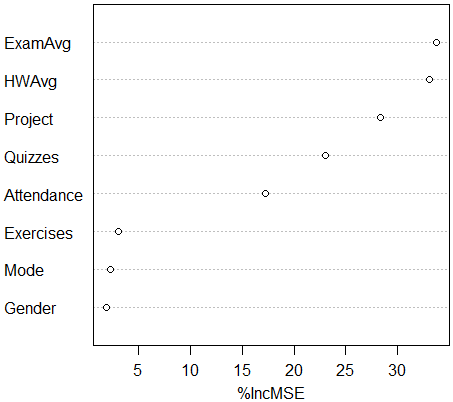 ExamAvg
HWAvg
Project
Quizzes
Attendance
Exercises
Mode
Gender
5 10 15 20 25 30
%IncMSE